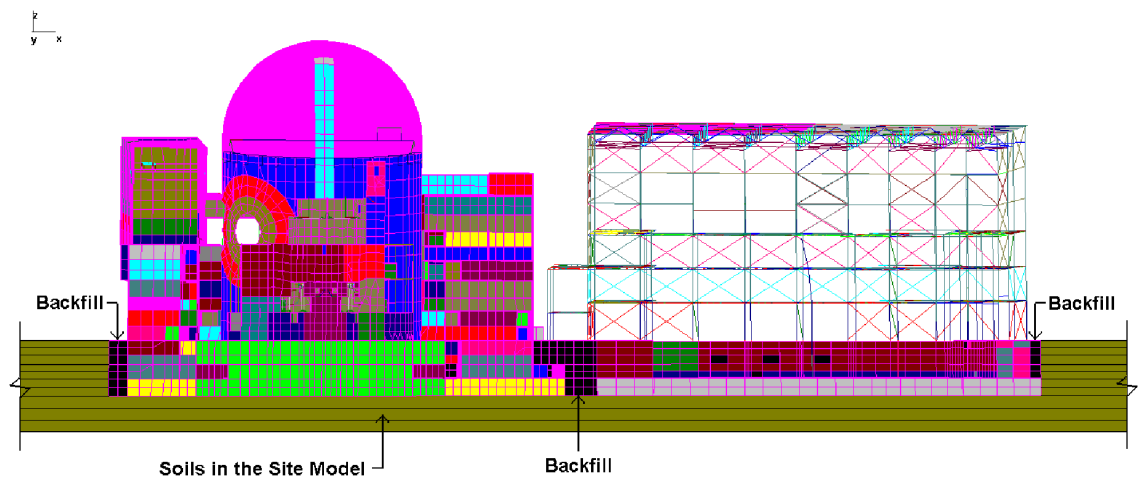 z
y x
Backfill
Backfill
Soils in the Site Model
Backfill